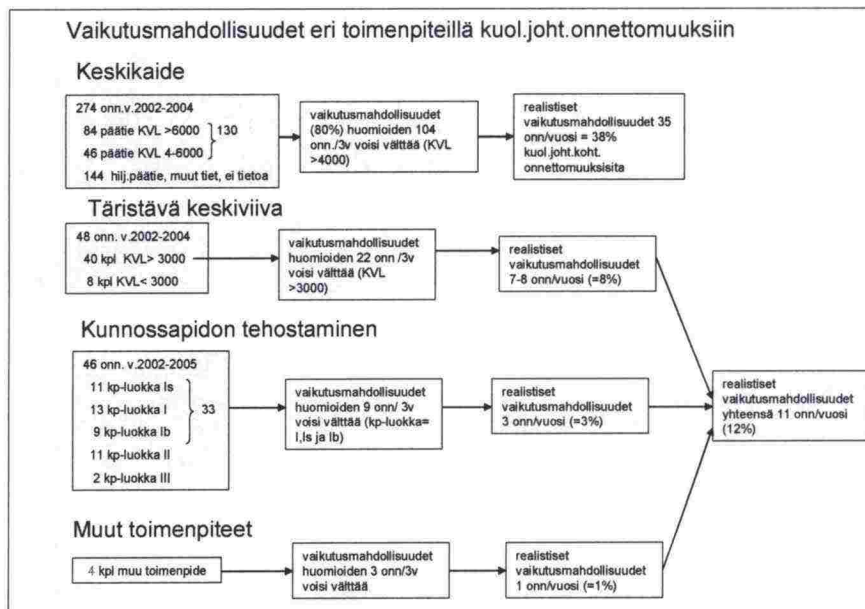 Vaikutusmahdollisuudet eri toimenpiteillä kuol.joht.onnettomuuksiin
Keskikaide
274 onn.v.2002-2004
84 päätie KVL >6000
46 päätie KVL 4-6000
130
144 hilj.päätie, muut tiet, ei tietoa
vaikutusmahdollisuudet
(80%) huomioiden 104
onn./3v voisi välttää (KVL
>4000)
realistiset
vaikutusmahdollisuudet 35
onn/vuosi = 38%
kuol.joht.koht.
onnettomuuksisita
Täristävä keskiviiva
48 onn. v.2002-2004
40 kpl KVL> 3000
8 kpl KVL< 3000
vaikutusmahdollisuudet
huomioiden 22 onn /3v
voisi välttää (KVL
>3000)
realistiset
vaikutusmahdollisuudet
7-8 onn/vuosi (=8%)
Kunnossapidon tehostaminen
46 onn. v.2002-2005
11 kp-luokka Is
13 kp-luokka I
9 kp-luokka Ib
33
11 kp-luokka II
2 kp-luokka III
vaikutusmahdollisuudet
huomioiden 9 onn/ 3v
voisi välttää (kp-luokka=
I,Is ja Ib)
realistiset
vaikutusmahdollisuudet
3 onn/vuosi (=3%)
realistiset
vaikutusmahdollisuudet
yhteensä 11 onn/vuosi
(12%)
Muut toimenpiteet
4 kpl muu toimenpide
vaikutusmahdollisuudet
huomioiden 3 onn/3v
voisi välttää
realistiset
vaikutusmahdollisuudet
1 onn/vuosi (=1%)